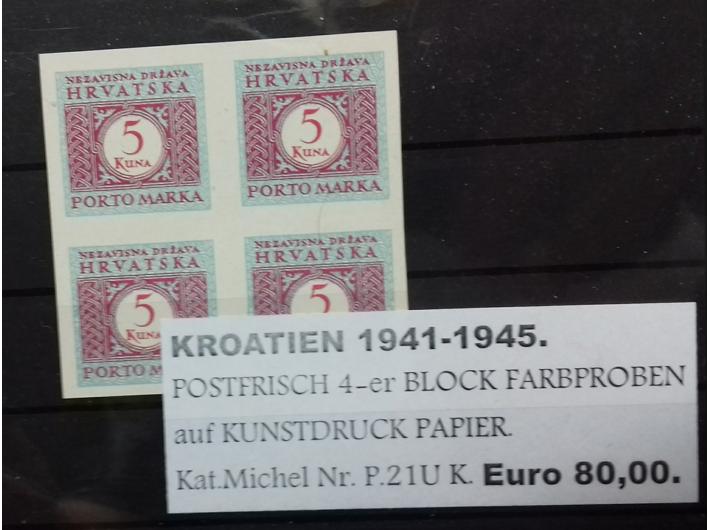 NEZAVISNA DRŽAVA
HRVATSKA
5
KUNA
PORTO MARKA
NEZAVISNA DRŽAVA
HRVATSKA
5
KUNA
PORTO MARKA
NEZAVISNA DRŽAVA
HRVATSKA
5
KUNA
PORTO MA
NEZAVISNA DRŽAVA
HRVATSKA
5
KROATIEN 1941-1945.
POSTFRISCH 4-er BLOCK FARBPROBEN
auf KUNSTDRUCK PAPIER.
Kat.Michel Nr. P.21U K. Euro 80,00.